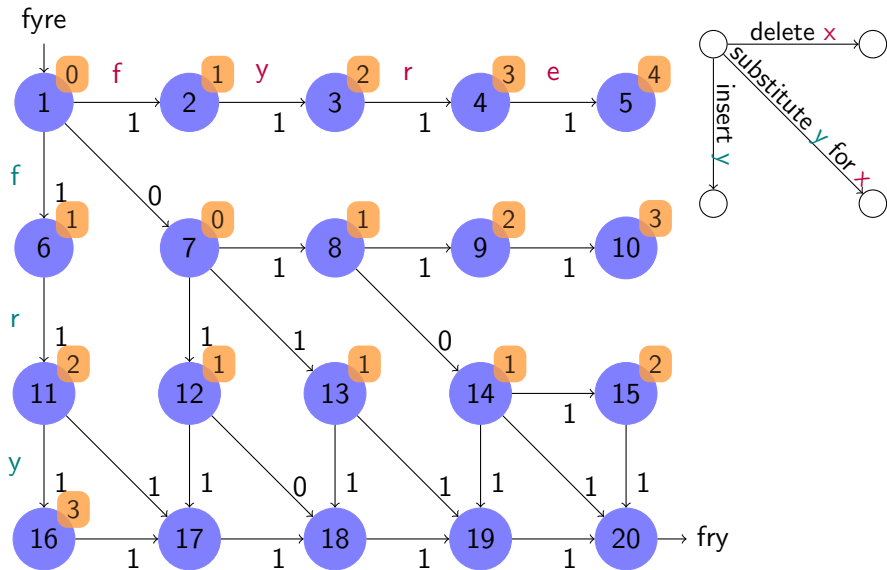 fyre
0 f 1 y 2 r 3 e 4
1 2 3 4 5
1 1 1 1
delete x
insert y
substitute y for x
f
1 0
1 0 1 2 3
6 7 8 9 10
1 1 1
r
1 1 1 0
2 1 1 1 2
11 12 13 14 15
1
y
1 1 1 0 1 1 1 1 1
3
16 17 18 19 20 fry
1 1 1 1